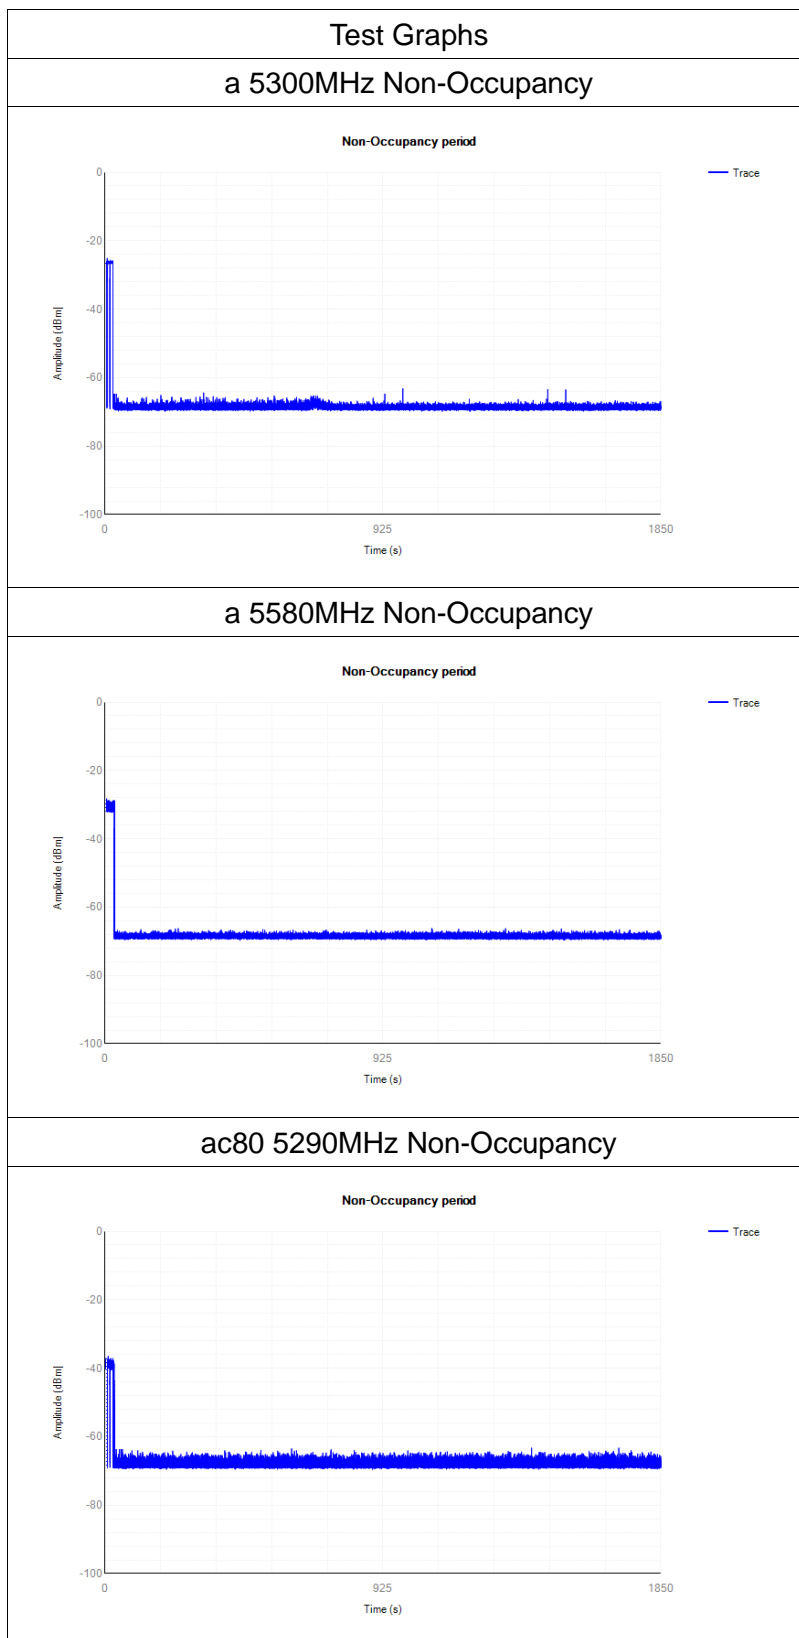 Test Graphs
a 5300MHz Non-Occupancy
Non-Occupancy period
Trace
0
-20
-40
-60
-80
-100
Amplitude [dBm]
0 925 1850
Time (s)
a 5580MHz Non-Occupancy
Non-Occupancy period
Trace
0
-20
-40
-60
-80
-100
Amplitude [dBm]
0 925 1850
Time (s)
ac80 5290MHz Non-Occupancy
Non-Occupancy period
Trace
0
-20
-40
-60
-80
-100
Amplitude [dBm]
0 925 1850
Time (s)